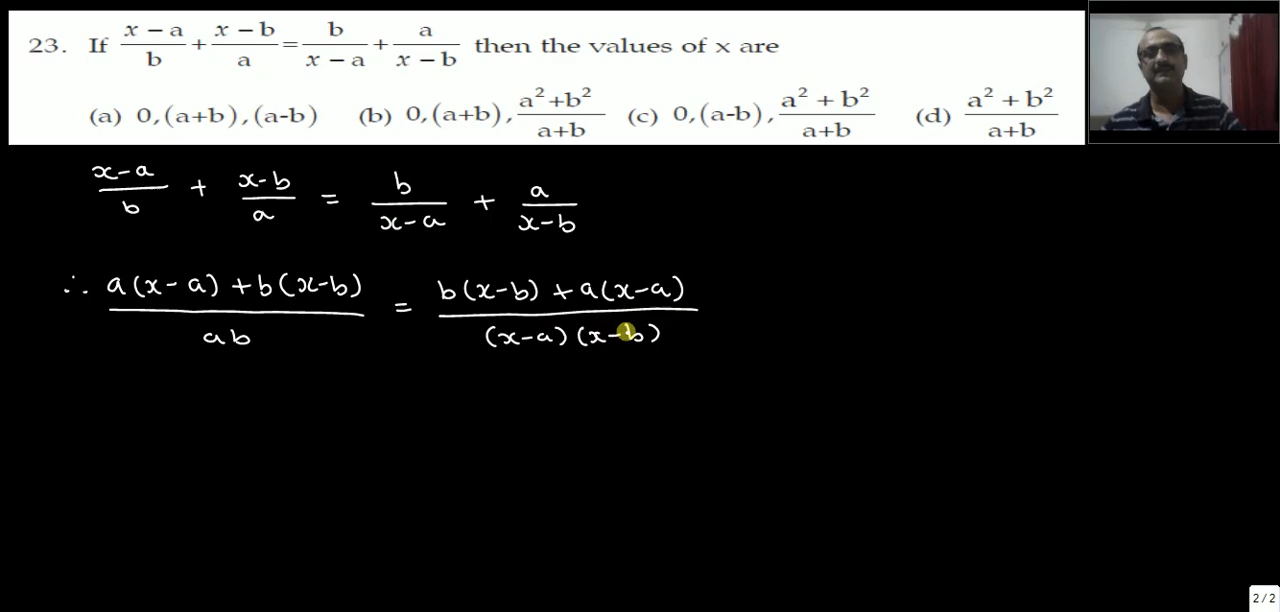 23. If (x − a)/b + (x − b)/a = b/(x − a) + a/(x − b) then the values of x are
(a) 0,(a+b),(a-b) (b) 0,(a+b), (a²+b²)/(a+b) (c) 0,(a-b), (a² + b²)/(a+b) (d) (a² + b²)/(a+b)
(x-a)/b + (x-b)/a = b/(x-a) + a/(x-b)
∴ (a(x-a) + b(x-b))/(ab) = (b(x-b) + a(x-a))/((x-a)(x-b))
2/2